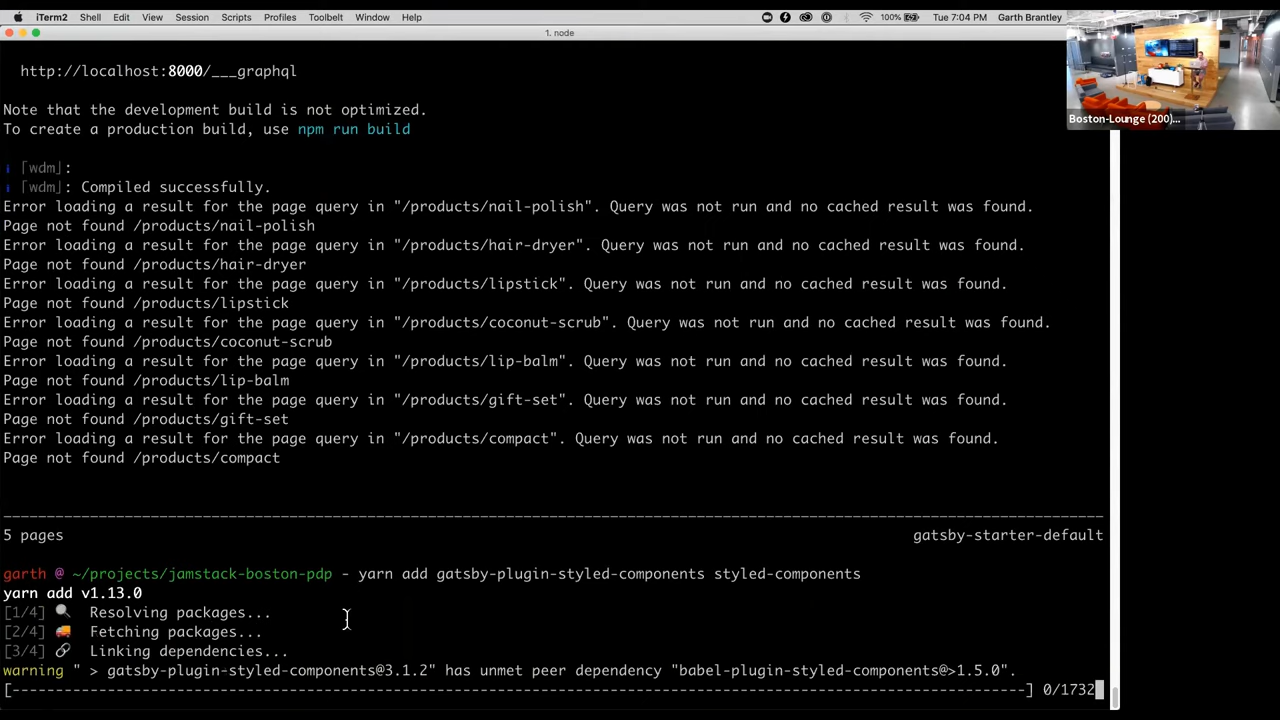 iTerm2 Shell Edit View Session Scripts Profiles Toolbelt Window Help 100% Tue 7:04 PM Garth Brantley
1. node
Boston-Lounge (200)...
http://localhost:8000/___graphql
Note that the development build is not optimized.
To create a production build, use npm run build
i ｢wdm｣:
i ｢wdm｣: Compiled successfully.
Error loading a result for the page query in "/products/nail-polish". Query was not run and no cached result was found.
Page not found /products/nail-polish
Error loading a result for the page query in "/products/hair-dryer". Query was not run and no cached result was found.
Page not found /products/hair-dryer
Error loading a result for the page query in "/products/lipstick". Query was not run and no cached result was found.
Page not found /products/lipstick
Error loading a result for the page query in "/products/coconut-scrub". Query was not run and no cached result was found.
Page not found /products/coconut-scrub
Error loading a result for the page query in "/products/lip-balm". Query was not run and no cached result was found.
Page not found /products/lip-balm
Error loading a result for the page query in "/products/gift-set". Query was not run and no cached result was found.
Page not found /products/gift-set
Error loading a result for the page query in "/products/compact". Query was not run and no cached result was found.
Page not found /products/compact
5 pages gatsby-starter-default
garth @ ~/projects/jamstack-boston-pdp - yarn add gatsby-plugin-styled-components styled-components
yarn add v1.13.0
[1/4] 🔍 Resolving packages...
[2/4] 🚚 Fetching packages...
[3/4] 🔗 Linking dependencies...
warning " > gatsby-plugin-styled-components@3.1.2" has unmet peer dependency "babel-plugin-styled-components@>1.5.0".
[----------------------------------------------------------------------------------------------------------------------] 0/1732